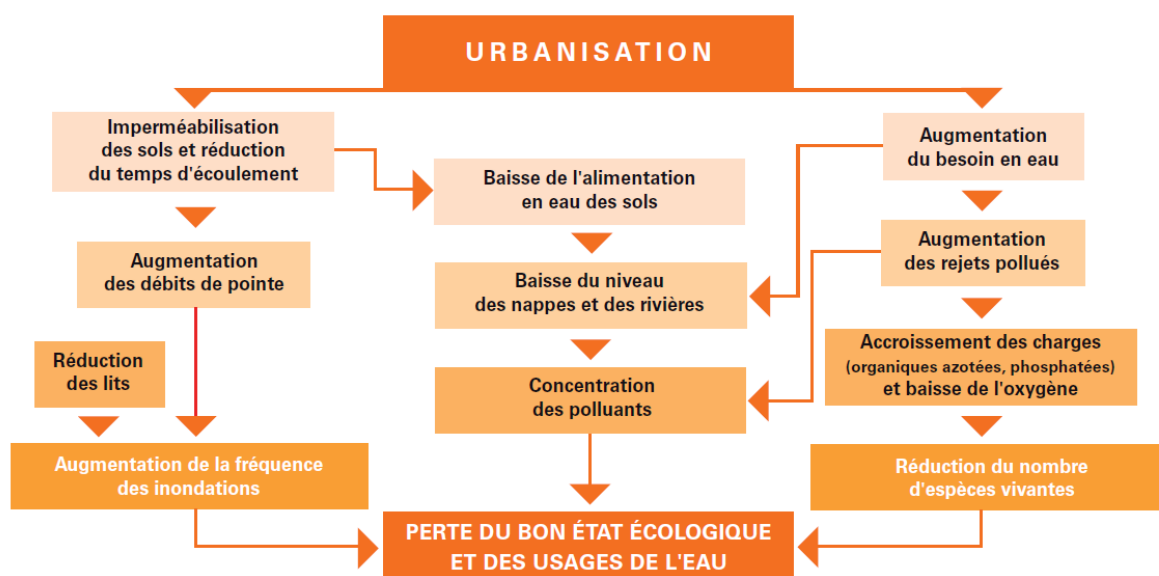 URBANISATION
Imperméabilisation
des sols et réduction
du temps d'écoulement
Augmentation
des débits de pointe
Réduction
des lits
Augmentation de la fréquence
des inondations
Baisse de l'alimentation
en eau des sols
Baisse du niveau
des nappes et des rivières
Concentration
des polluants
Augmentation
du besoin en eau
Augmentation
des rejets pollués
Accroissement des charges
(organiques azotées, phosphatées)
et baisse de l'oxygène
Réduction du nombre
d'espèces vivantes
PERTE DU BON ÉTAT ÉCOLOGIQUE
ET DES USAGES DE L'EAU